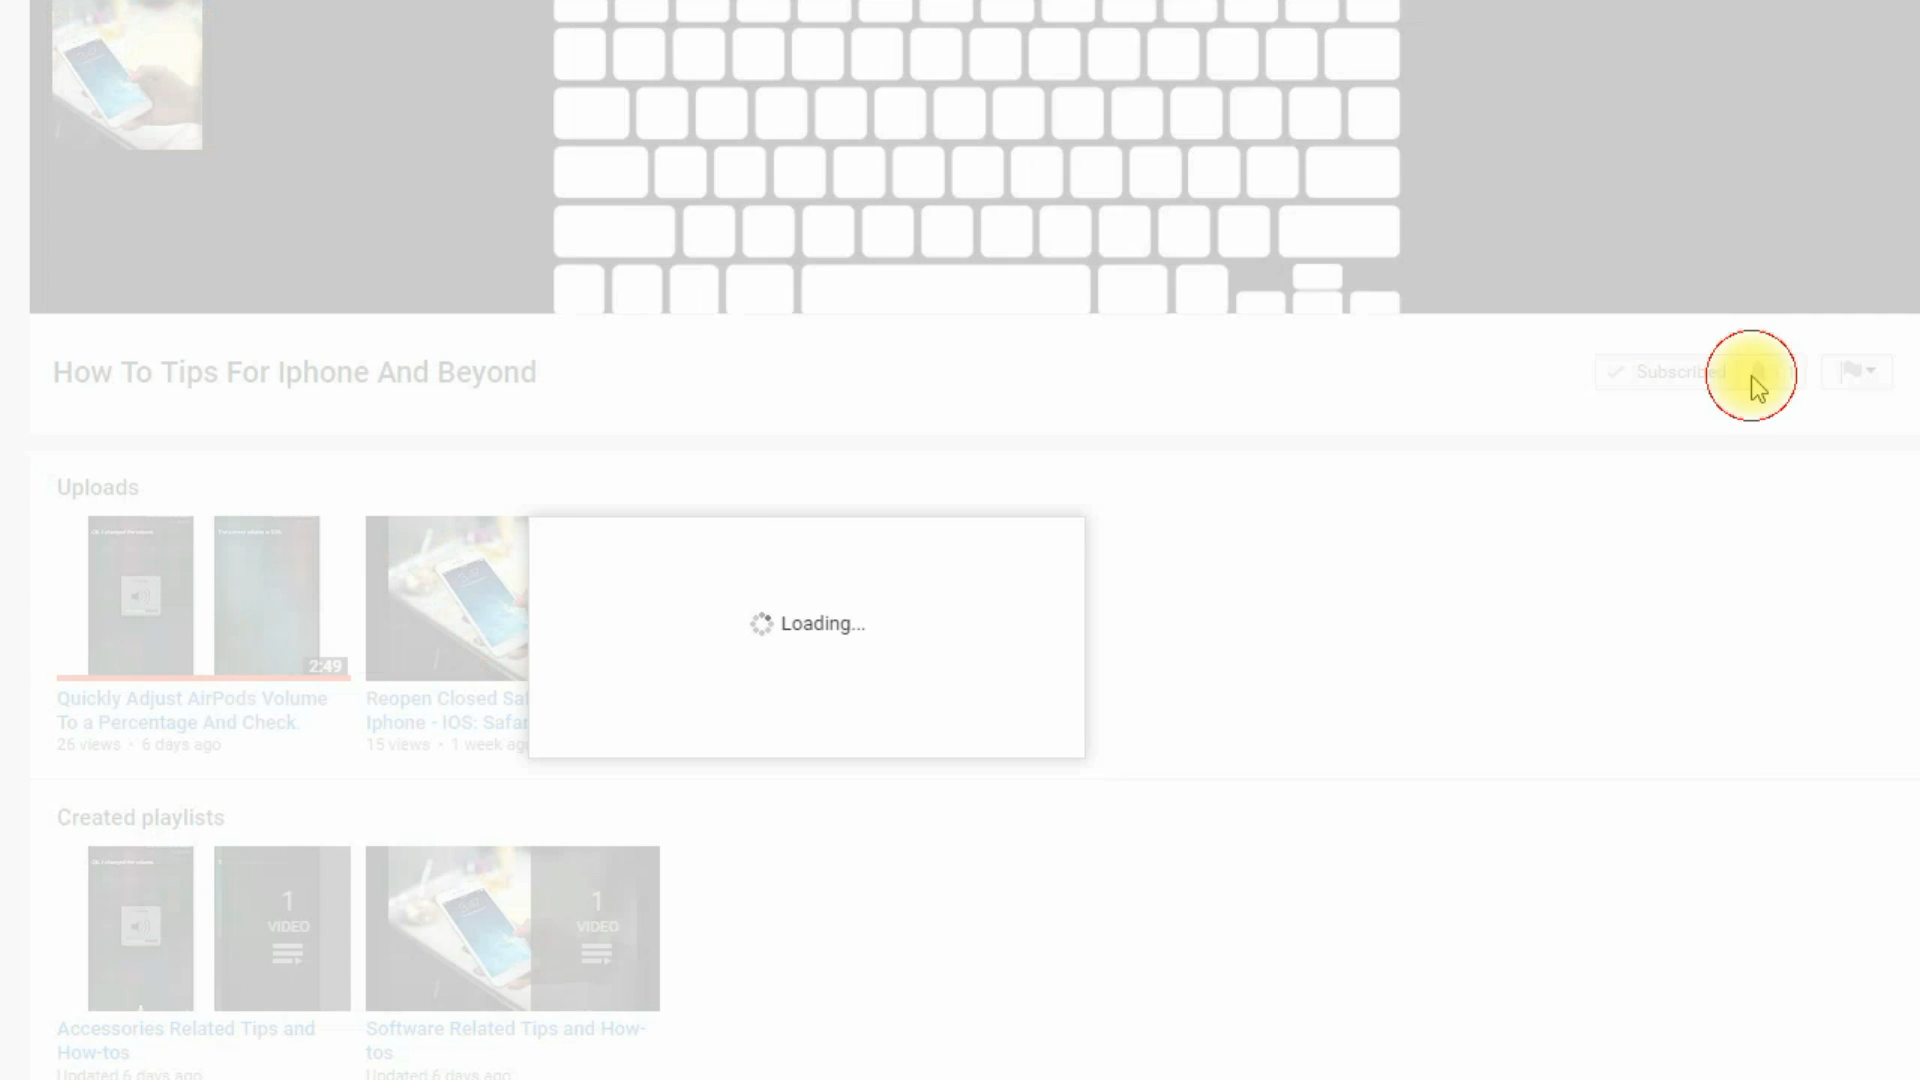 How To Tips For Iphone And Beyond
Subscribed
Uploads
2:49
Quickly Adjust AirPods Volume
To a Percentage And Check.
26 views • 6 days ago
Reopen Closed Saf
Iphone - IOS: Safar
15 views • 1 week ago
Loading...
Created playlists
1
VIDEO
1
VIDEO
Accessories Related Tips and
How-tos
Updated 6 days ago
Software Related Tips and How-
tos
Updated 6 days ago